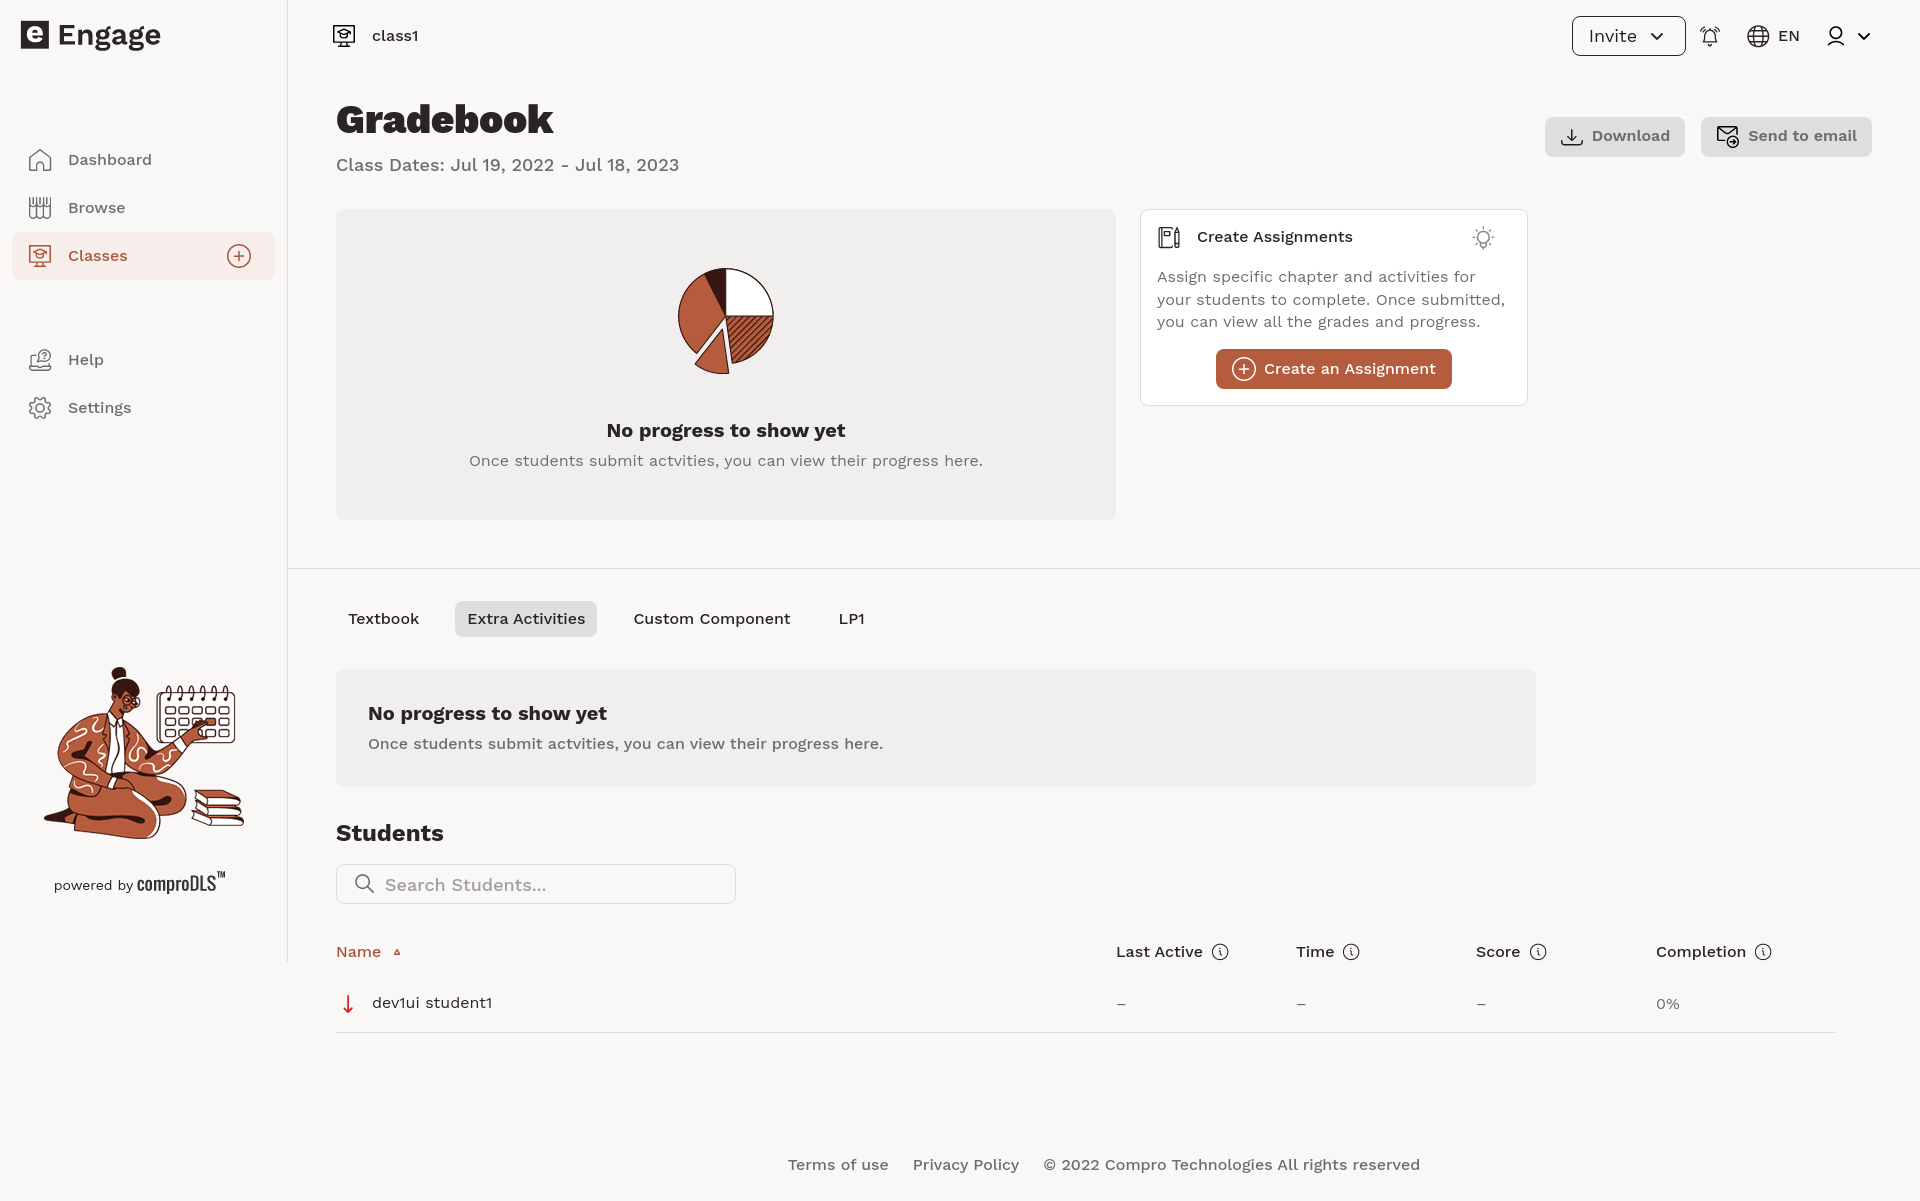 e Engage
class1
Invite
EN
Dashboard
Browse
Classes
Help
Settings
powered by comproDLS™
Gradebook
Class Dates: Jul 19, 2022 - Jul 18, 2023
Download
Send to email
No progress to show yet
Once students submit actvities, you can view their progress here.
Create Assignments
Assign specific chapter and activities for
your students to complete. Once submitted,
you can view all the grades and progress.
Create an Assignment
Textbook
Extra Activities
Custom Component
LP1
No progress to show yet
Once students submit actvities, you can view their progress here.
Students
Search Students...
Name Last Active Time Score Completion
dev1ui student1 – – – 0%
Terms of use Privacy Policy © 2022 Compro Technologies All rights reserved